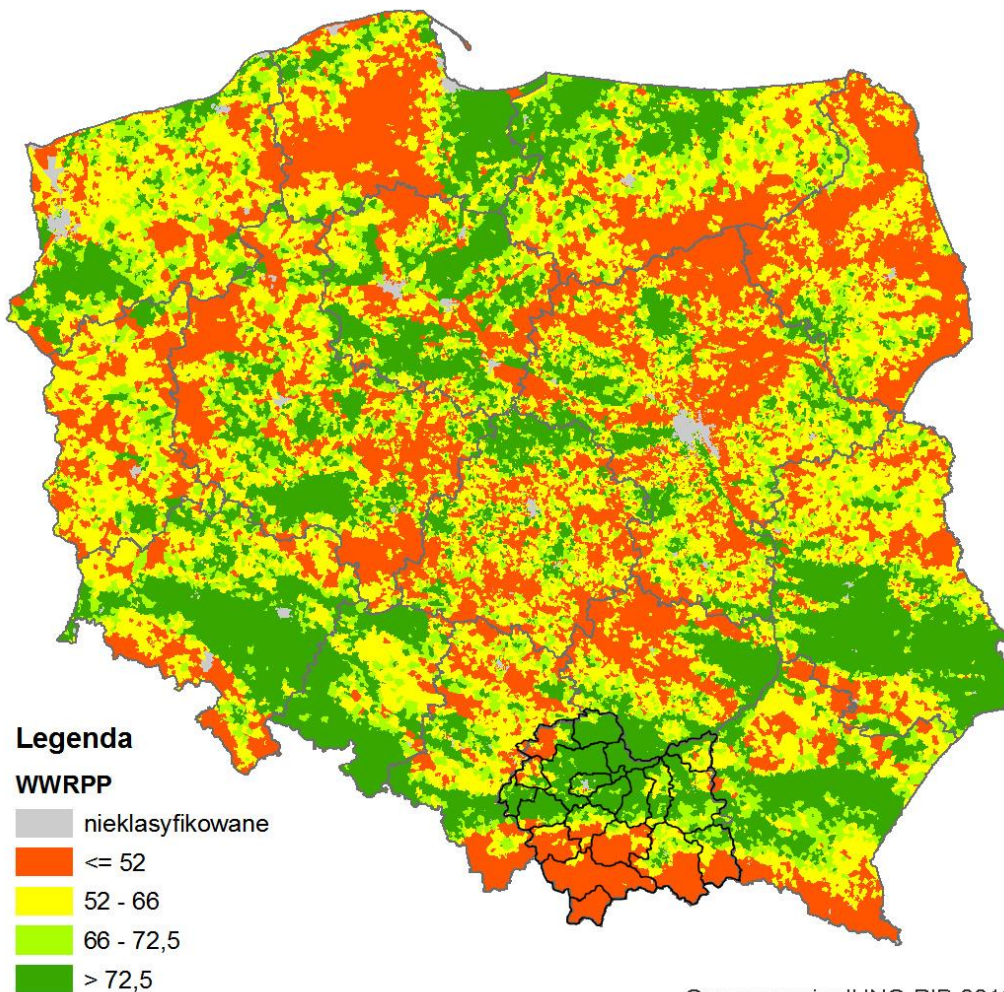 Legenda
WWRPP
nieklasyfikowane
<= 52
52 - 66
66 - 72,5
> 72,5